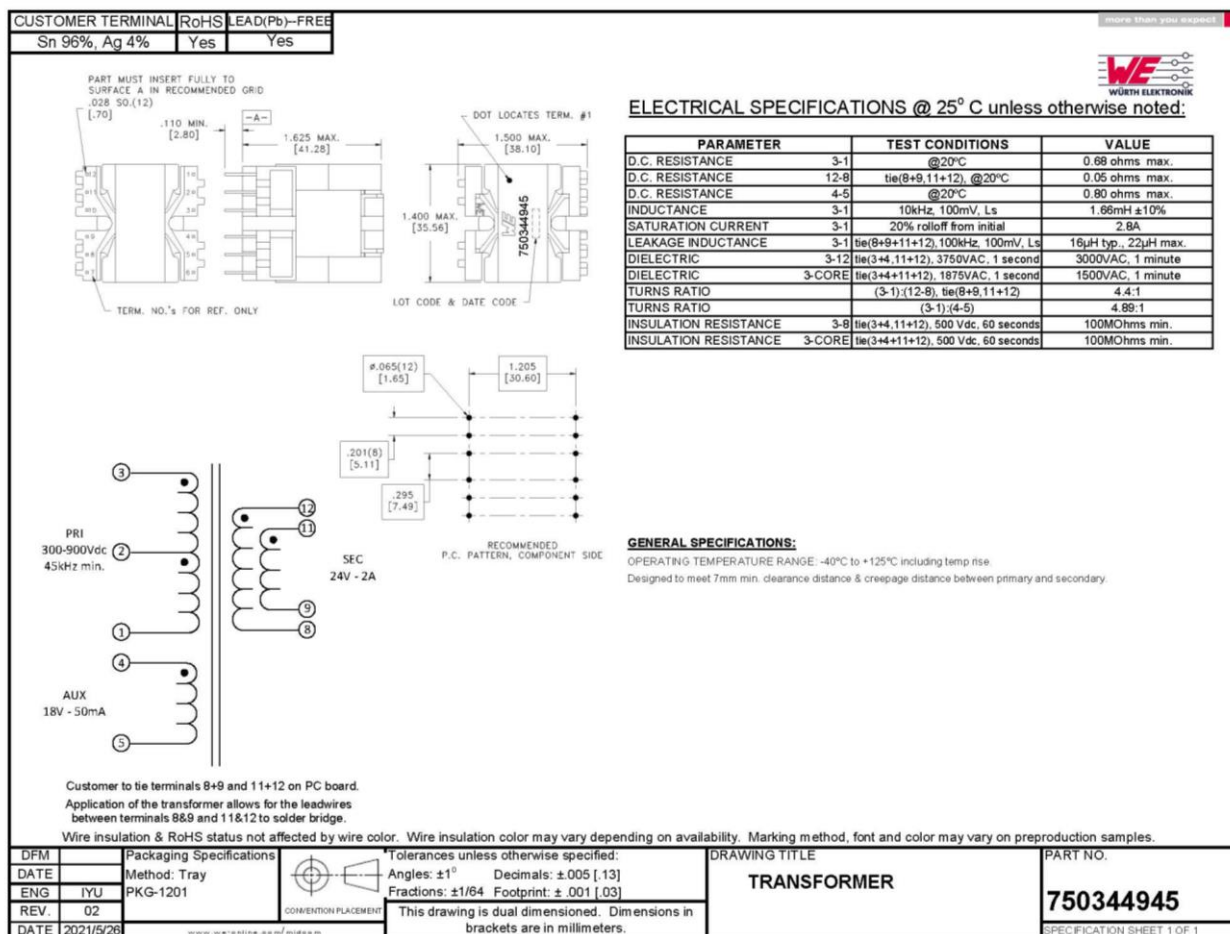 CUSTOMER TERMINAL RoHS LEAD(Pb)-FREE
Sn 96%, Ag 4% Yes Yes
more than you expect
WE
WÜRTH ELEKTRONIK
PART MUST INSERT FULLY TO
SURFACE A IN RECOMMENDED GRID
.028 SQ.(12)
[.70]
.110 MIN.
[2.80]
-A-
1.625 MAX.
[41.28]
DOT LOCATES TERM. #1
1.500 MAX.
[38.10]
1.400 MAX.
[35.56]
12
11
10
9
8
7
1
2
3
4
5
6
WE
750344945
TERM. NO.'s FOR REF. ONLY
LOT CODE & DATE CODE
ELECTRICAL SPECIFICATIONS @ 25° C unless otherwise noted:
PARAMETER TEST CONDITIONS VALUE
D.C. RESISTANCE 3-1 @20°C 0.68 ohms max.
D.C. RESISTANCE 12-8 tie(8+9,11+12), @20°C 0.05 ohms max.
D.C. RESISTANCE 4-5 @20°C 0.80 ohms max.
INDUCTANCE 3-1 10kHz, 100mV, Ls 1.66mH ±10%
SATURATION CURRENT 3-1 20% rolloff from initial 2.8A
LEAKAGE INDUCTANCE 3-1 tie(8+9+11+12),100kHz, 100mV, Ls 16µH typ., 22µH max.
DIELECTRIC 3-12 tie(3+4,11+12), 3750VAC, 1 second 3000VAC, 1 minute
DIELECTRIC 3-CORE tie(3+4+11+12), 1875VAC, 1 second 1500VAC, 1 minute
TURNS RATIO (3-1):(12-8), tie(8+9,11+12) 4.4:1
TURNS RATIO (3-1):(4-5) 4.89:1
INSULATION RESISTANCE 3-8 tie(3+4,11+12), 500 Vdc, 60 seconds 100MOhms min.
INSULATION RESISTANCE 3-CORE tie(3+4+11+12), 500 Vdc, 60 seconds 100MOhms min.
ø.065(12)
[1.65]
1.205
[30.60]
.201(8)
[5.11]
.295
[7.49]
RECOMMENDED
P.C. PATTERN, COMPONENT SIDE
3
PRI
300-900Vdc
45kHz min.
2
1
4
AUX
18V - 50mA
5
12
11
SEC
24V - 2A
9
8
GENERAL SPECIFICATIONS:
OPERATING TEMPERATURE RANGE: -40°C to +125°C including temp rise.
Designed to meet 7mm min. clearance distance & creepage distance between primary and secondary.
Customer to tie terminals 8+9 and 11+12 on PC board.
Application of the transformer allows for the leadwires
between terminals 8&9 and 11&12 to solder bridge.
Wire insulation & RoHS status not affected by wire color. Wire insulation color may vary depending on availability. Marking method, font and color may vary on preproduction samples.
DFM
DATE
ENG IYU
REV. 02
DATE 2021/5/26
Packaging Specifications
Method: Tray
PKG-1201
www.we-online.com/midcom
CONVENTION PLACEMENT
Tolerances unless otherwise specified:
Angles: ±1° Decimals: ±.005 [.13]
Fractions: ±1/64 Footprint: ± .001 [.03]
This drawing is dual dimensioned. Dimensions in
brackets are in millimeters.
DRAWING TITLE
TRANSFORMER
PART NO.
750344945
SPECIFICATION SHEET 1 OF 1